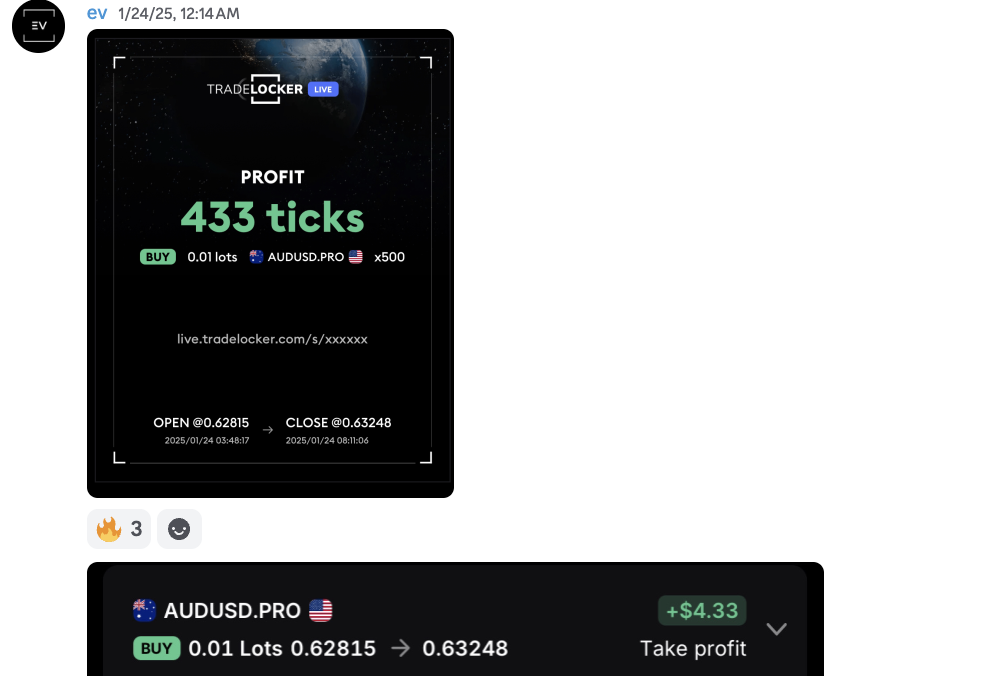 EV
ev 1/24/25, 12:14 AM
TRADELOCKER LIVE
PROFIT
433 ticks
BUY 0.01 lots AUDUSD.PRO x500
live.tradelocker.com/s/xxxxxx
OPEN @0.62815 → CLOSE @0.63248
2025/01/24 03:48:17 2025/01/24 08:11:06
3
AUDUSD.PRO +$4.33
BUY 0.01 Lots 0.62815 → 0.63248 Take profit